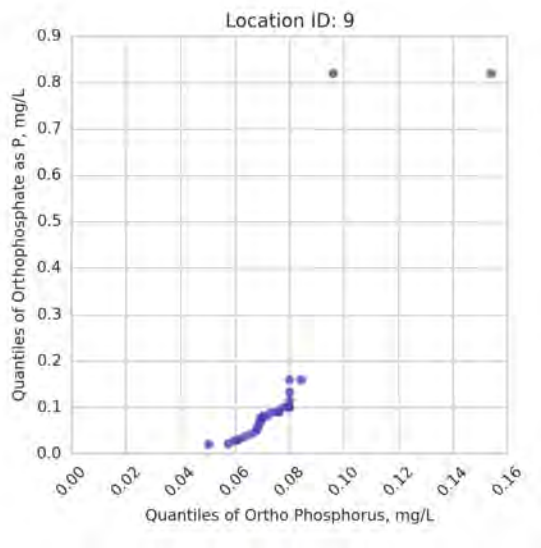 Location ID: 9
Quantiles of Orthophosphate as P, mg/L
0.9
0.8
0.7
0.6
0.5
0.4
0.3
0.2
0.1
0.0
0.00 0.02 0.04 0.06 0.08 0.10 0.12 0.14 0.16
Quantiles of Ortho Phosphorus, mg/L